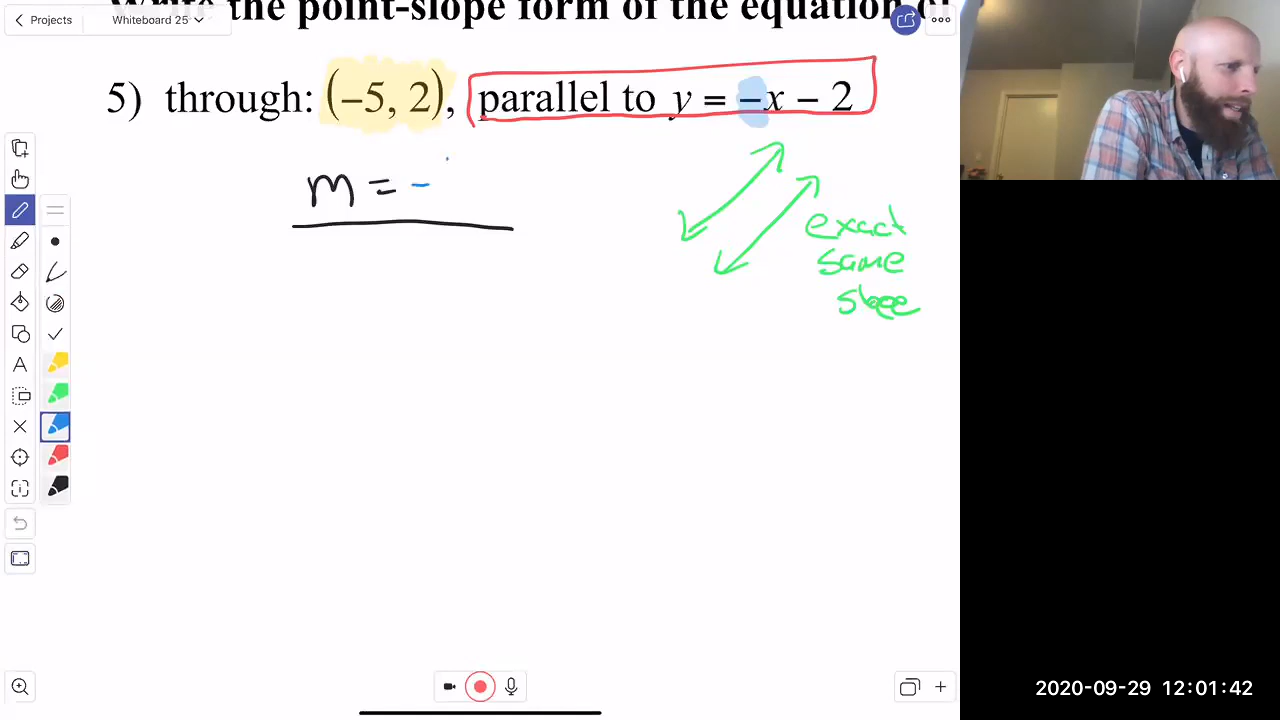 Projects
Whiteboard 25
Write the point-slope form of the equation of
5) through: (−5, 2), parallel to y = −x − 2
m = -
exact
same
slope
2020-09-29 12:01:42